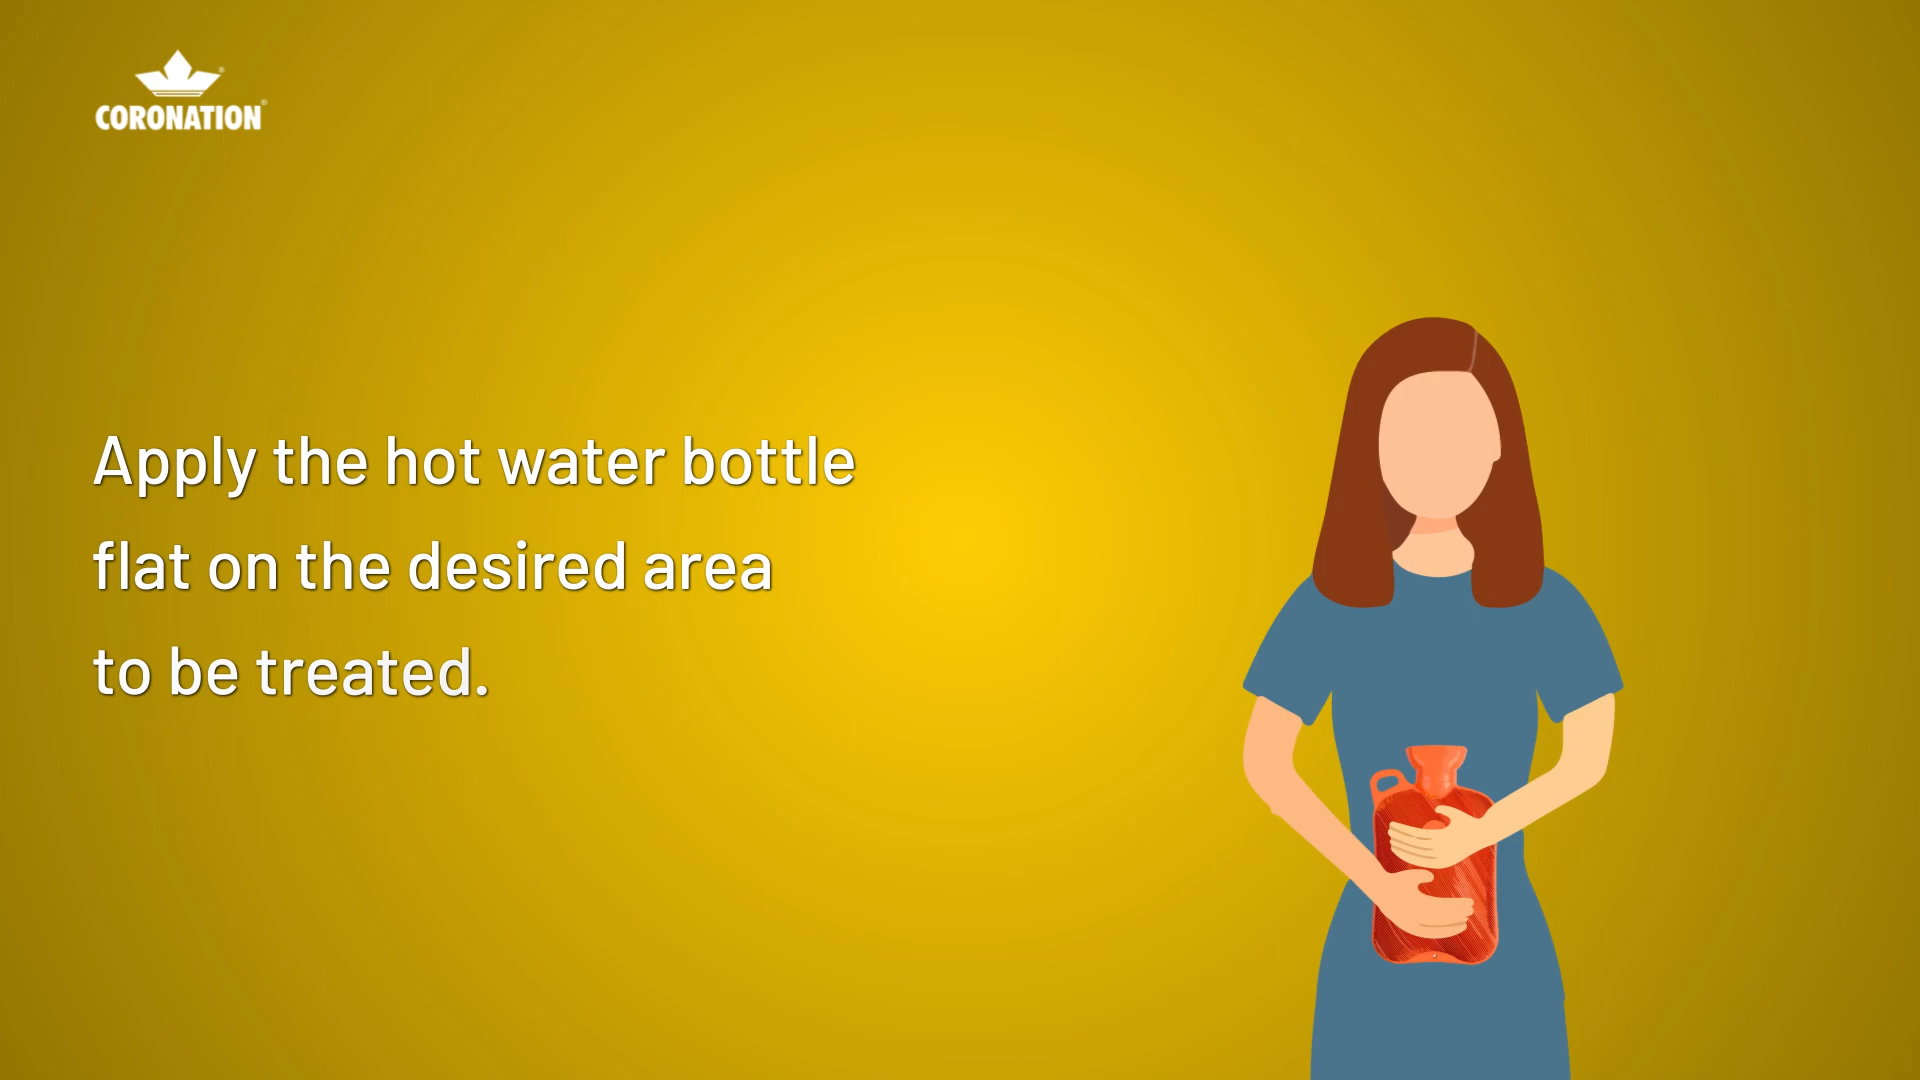 CORONATION
Apply the hot water bottle
flat on the desired area
to be treated.